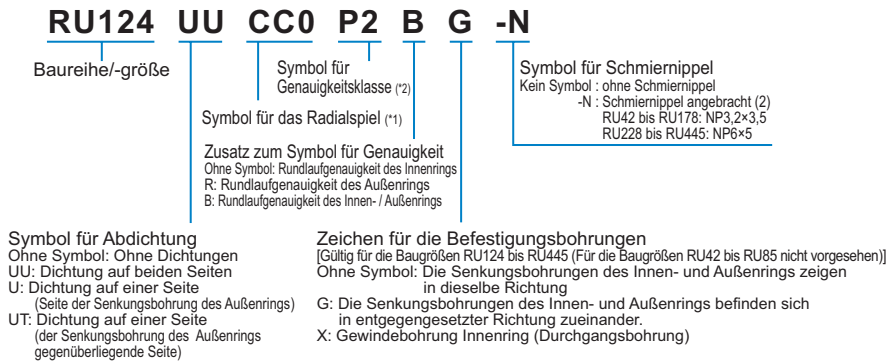 RU124 UU CC0 P2 B G -N
Baureihe/-größe
Symbol für
Genauigkeitsklasse (*2)
Symbol für das Radialspiel (*1)
Zusatz zum Symbol für Genauigkeit
Ohne Symbol: Rundlaufgenauigkeit des Innenrings
R: Rundlaufgenauigkeit des Außenrings
B: Rundlaufgenauigkeit des Innen- / Außenrings
Symbol für Schmiernippel
Kein Symbol : ohne Schmiernippel
-N : Schmiernippel angebracht (2)
RU42 bis RU178: NP3,2×3,5
RU228 bis RU445: NP6×5
Symbol für Abdichtung
Ohne Symbol: Ohne Dichtungen
UU: Dichtung auf beiden Seiten
U: Dichtung auf einer Seite
(Seite der Senkungsbohrung des Außenrings)
UT: Dichtung auf einer Seite
(der Senkungsbohrung des Außenrings
gegenüberliegende Seite)
Zeichen für die Befestigungsbohrungen
[Gültig für die Baugrößen RU124 bis RU445 (Für die Baugrößen RU42 bis RU85 nicht vorgesehen)]
Ohne Symbol: Die Senkungsbohrungen des Innen- und Außenrings zeigen
in dieselbe Richtung
G: Die Senkungsbohrungen des Innen- und Außenrings befinden sich
in entgegengesetzter Richtung zueinander.
X: Gewindebohrung Innenring (Durchgangsbohrung)